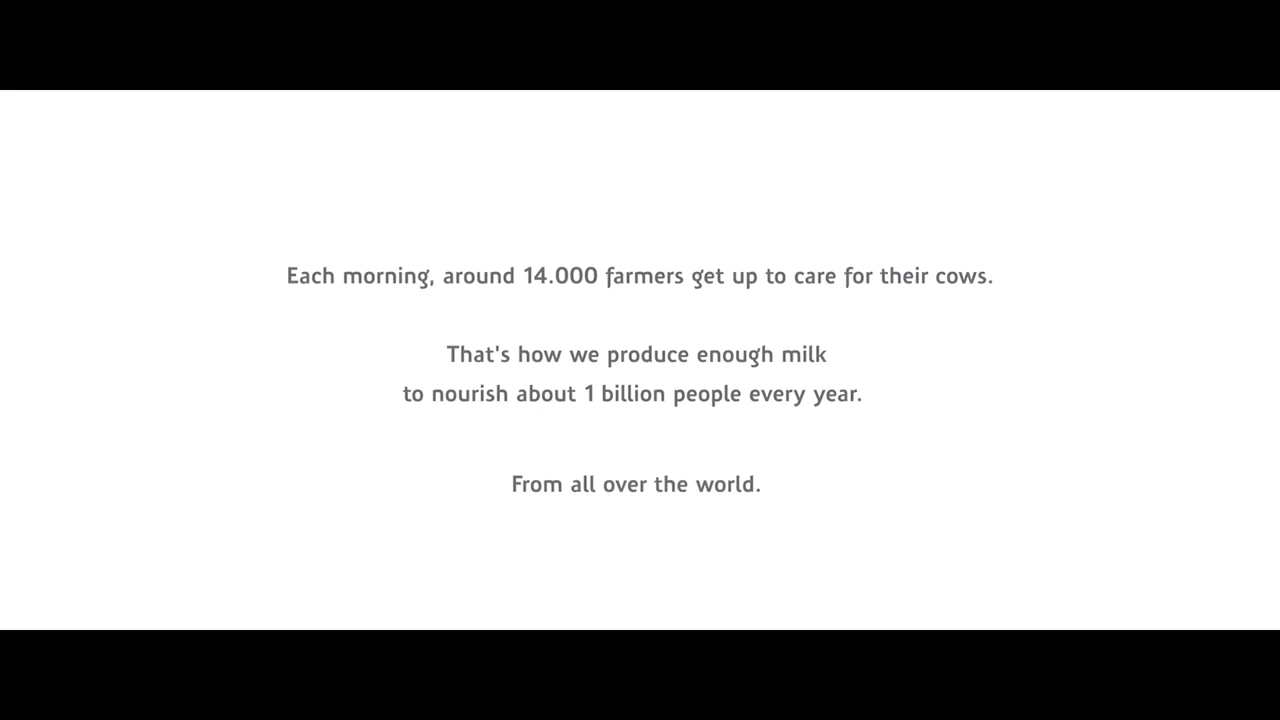 Each morning, around 14.000 farmers get up to care for their cows.
That's how we produce enough milk
to nourish about 1 billion people every year.
From all over the world.